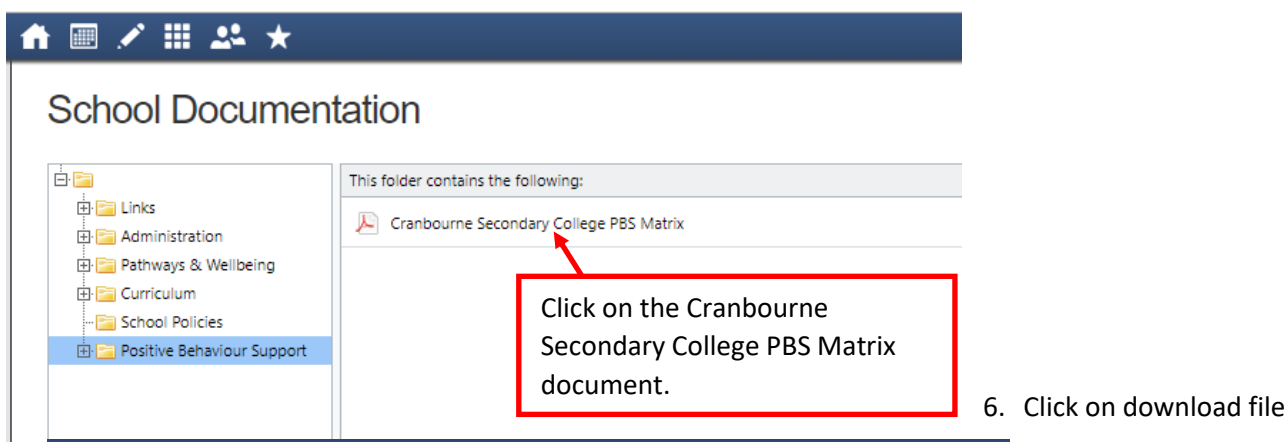 School Documentation
This folder contains the following:
Links
Administration
Pathways & Wellbeing
Curriculum
School Policies
Positive Behaviour Support
Cranbourne Secondary College PBS Matrix
Click on the Cranbourne
Secondary College PBS Matrix
document.
6. Click on download file